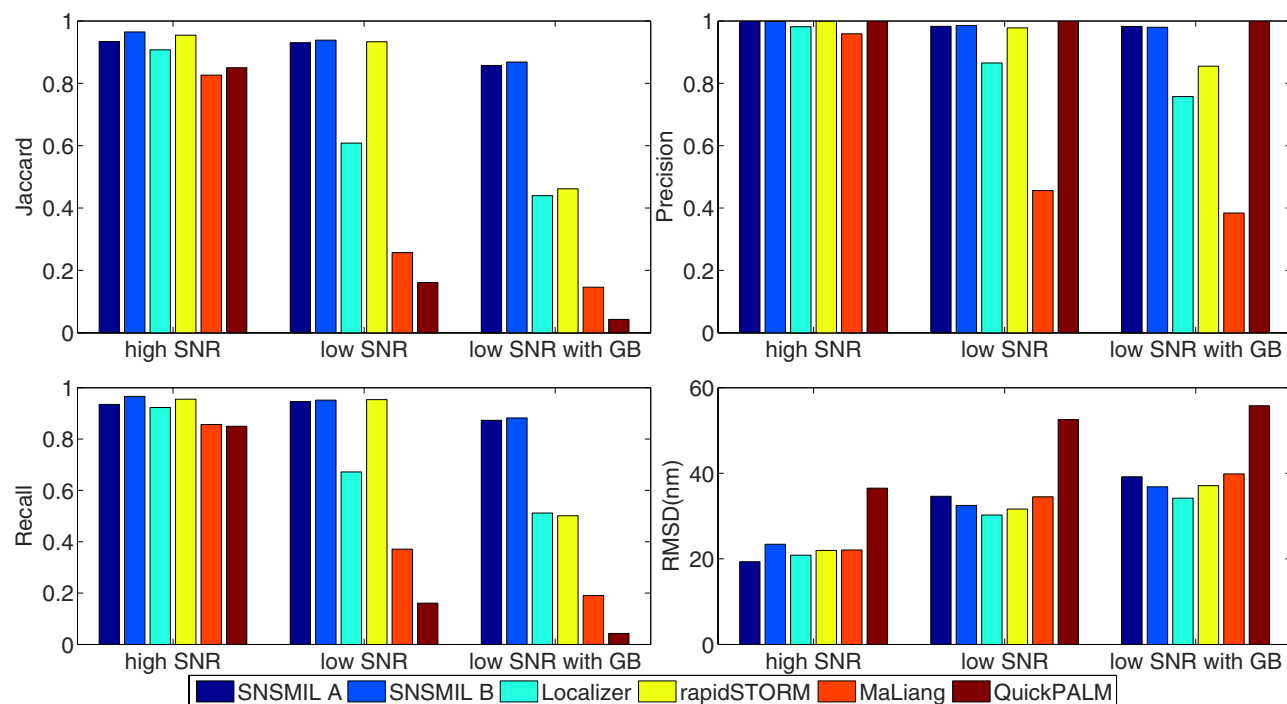 1
0.8
0.6
0.4
0.2
0
Jaccard
high SNR low SNR low SNR with GB
1
0.8
0.6
0.4
0.2
0
Precision
high SNR low SNR low SNR with GB
1
0.8
0.6
0.4
0.2
0
Recall
high SNR low SNR low SNR with GB
60
40
20
0
RMSD(nm)
high SNR low SNR low SNR with GB
SNSMIL A SNSMIL B Localizer rapidSTORM MaLiang QuickPALM